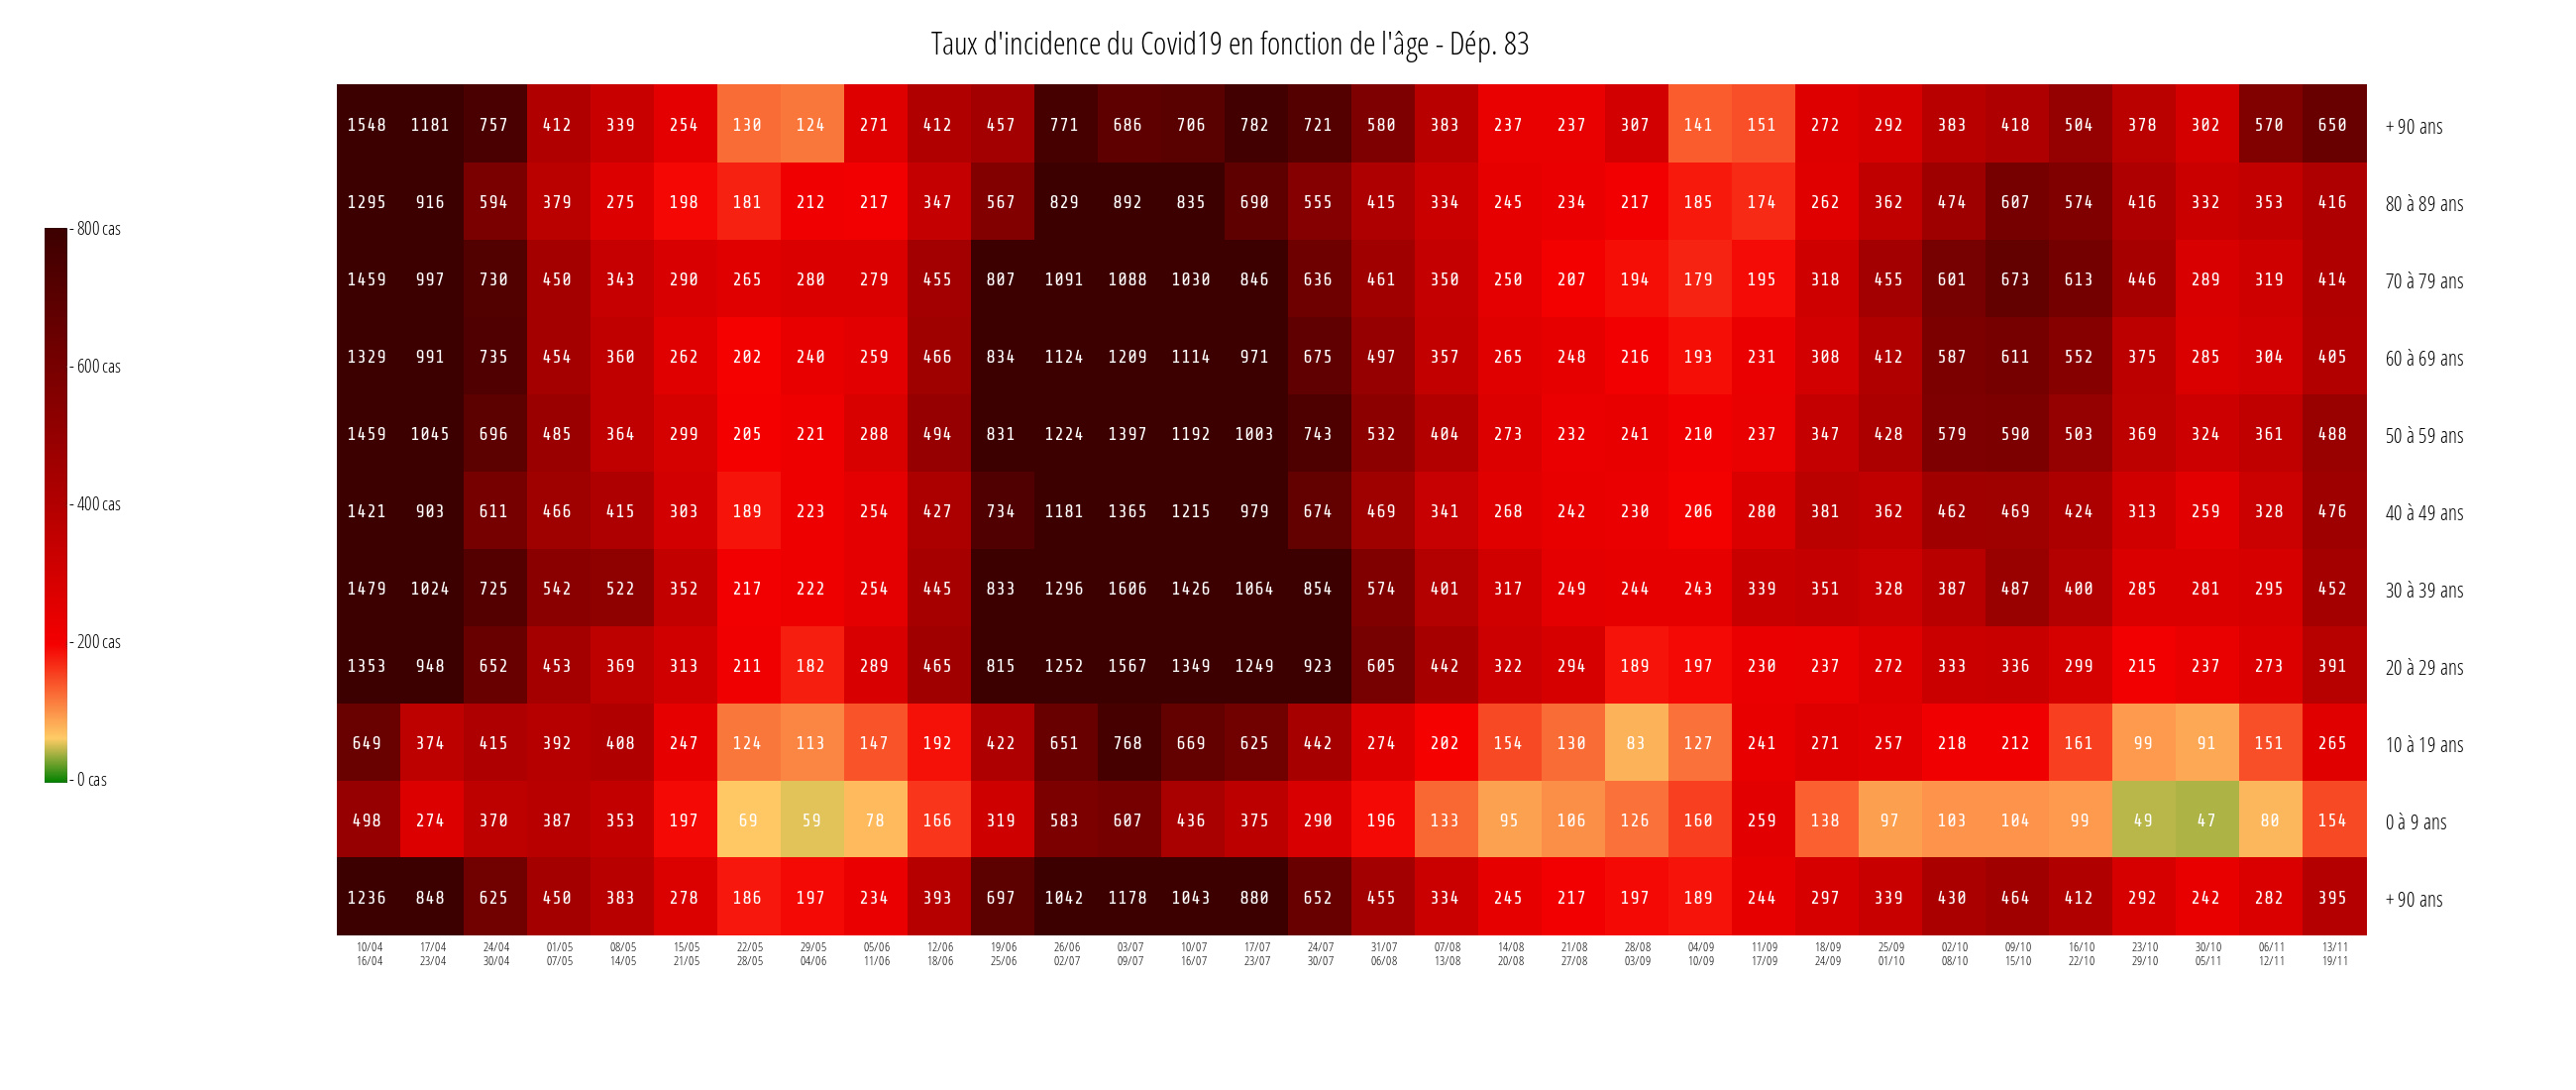 Taux d'incidence du Covid19 en fonction de l'âge - Dép. 83
1548 1181 757 412 339 254 130 124 271 412 457 771 686 706 782 721 580 383 237 237 307 141 151 272 292 383 418 504 378 302 570 650 + 90 ans
1295 916 594 379 275 198 181 212 217 347 567 829 892 835 690 555 415 334 245 234 217 185 174 262 362 474 607 574 416 332 353 416 80 à 89 ans
- 800 cas
1459 997 730 450 343 290 265 280 279 455 807 1091 1088 1030 846 636 461 350 250 207 194 179 195 318 455 601 673 613 446 289 319 414 70 à 79 ans
1329 991 735 454 360 262 202 240 259 466 834 1124 1209 1114 971 675 497 357 265 248 216 193 231 308 412 587 611 552 375 285 304 405 60 à 69 ans
- 600 cas
1459 1045 696 485 364 299 205 221 288 494 831 1224 1397 1192 1003 743 532 404 273 232 241 210 237 347 428 579 590 503 369 324 361 488 50 à 59 ans
- 400 cas
1421 903 611 466 415 303 189 223 254 427 734 1181 1365 1215 979 674 469 341 268 242 230 206 280 381 362 462 469 424 313 259 328 476 40 à 49 ans
1479 1024 725 542 522 352 217 222 254 445 833 1296 1606 1426 1064 854 574 401 317 249 244 243 339 351 328 387 487 400 285 281 295 452 30 à 39 ans
- 200 cas
1353 948 652 453 369 313 211 182 289 465 815 1252 1567 1349 1249 923 605 442 322 294 189 197 230 237 272 333 336 299 215 237 273 391 20 à 29 ans
649 374 415 392 408 247 124 113 147 192 422 651 768 669 625 442 274 202 154 130 83 127 241 271 257 218 212 161 99 91 151 265 10 à 19 ans
- 0 cas
498 274 370 387 353 197 69 59 78 166 319 583 607 436 375 290 196 133 95 106 126 160 259 138 97 103 104 99 49 47 80 154 0 à 9 ans
1236 848 625 450 383 278 186 197 234 393 697 1042 1178 1043 880 652 455 334 245 217 197 189 244 297 339 430 464 412 292 242 282 395 + 90 ans
10/04 17/04 24/04 01/05 08/05 15/05 22/05 29/05 05/06 12/06 19/06 26/06 03/07 10/07 17/07 24/07 31/07 07/08 14/08 21/08 28/08 04/09 11/09 18/09 25/09 02/10 09/10 16/10 23/10 30/10 06/11 13/11
16/04 23/04 30/04 07/05 14/05 21/05 28/05 04/06 11/06 18/06 25/06 02/07 09/07 16/07 23/07 30/07 06/08 13/08 20/08 27/08 03/09 10/09 17/09 24/09 01/10 08/10 15/10 22/10 29/10 05/11 12/11 19/11